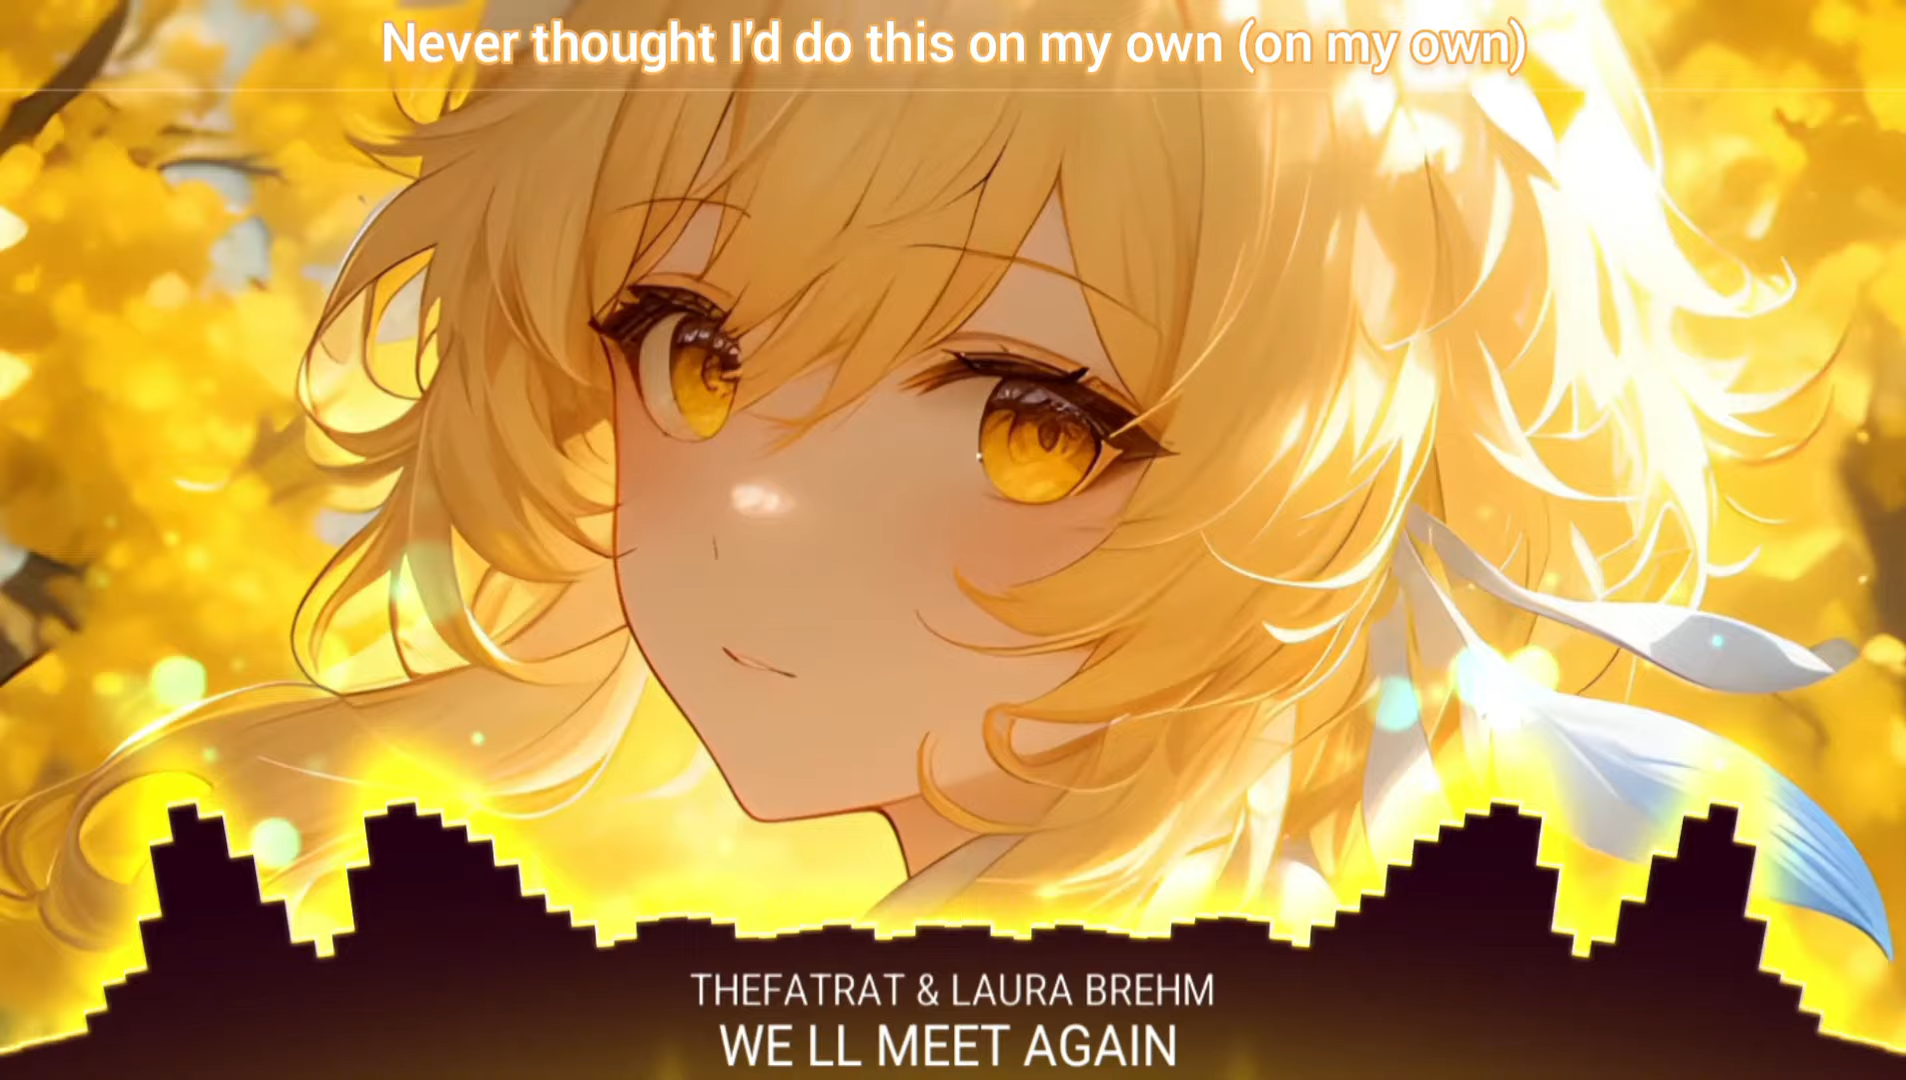 Never thought I'd do this on my own (on my own)
THEFATRAT & LAURA BREHM
WE LL MEET AGAIN